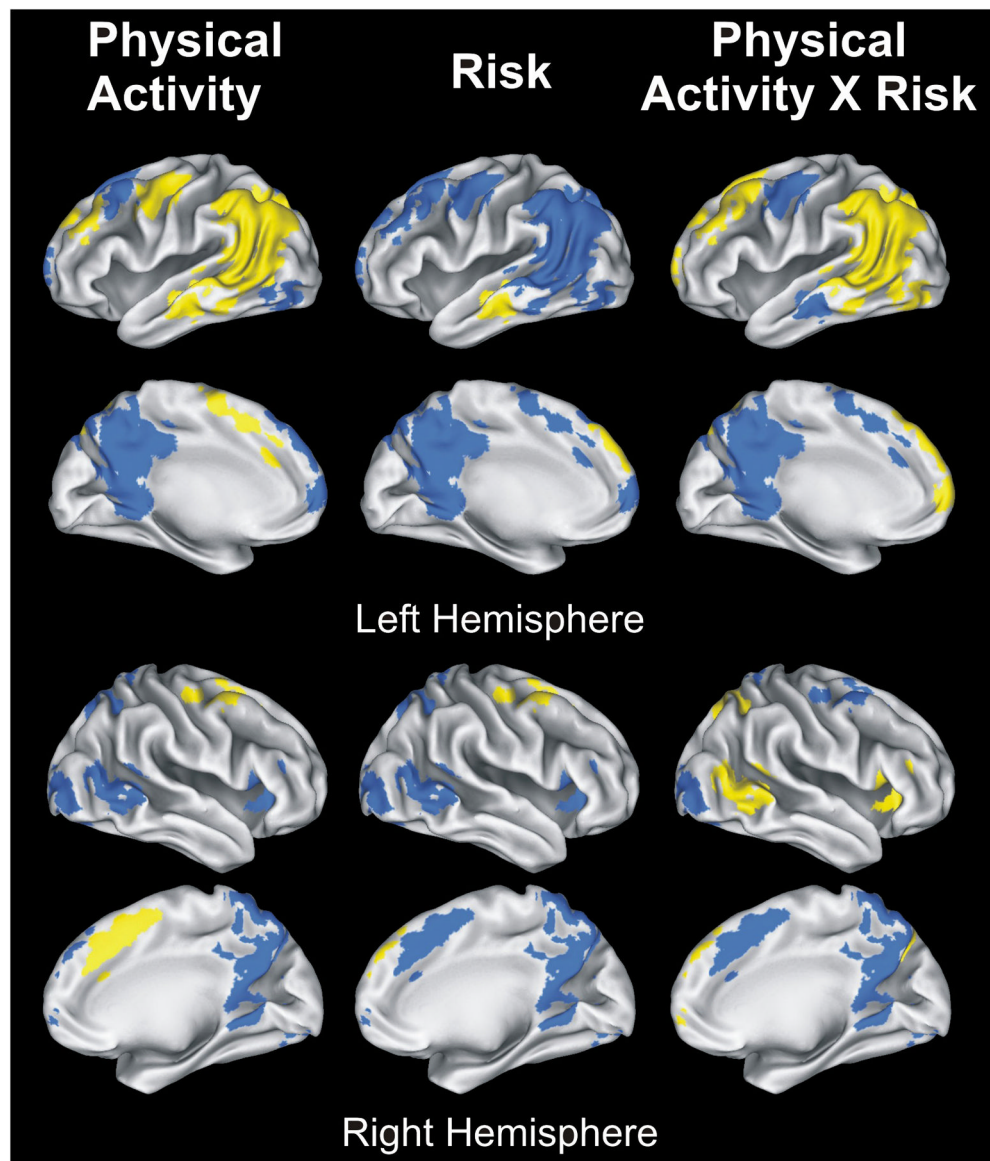 Physical
Activity
Risk
Physical
Activity X Risk
Left Hemisphere
Right Hemisphere